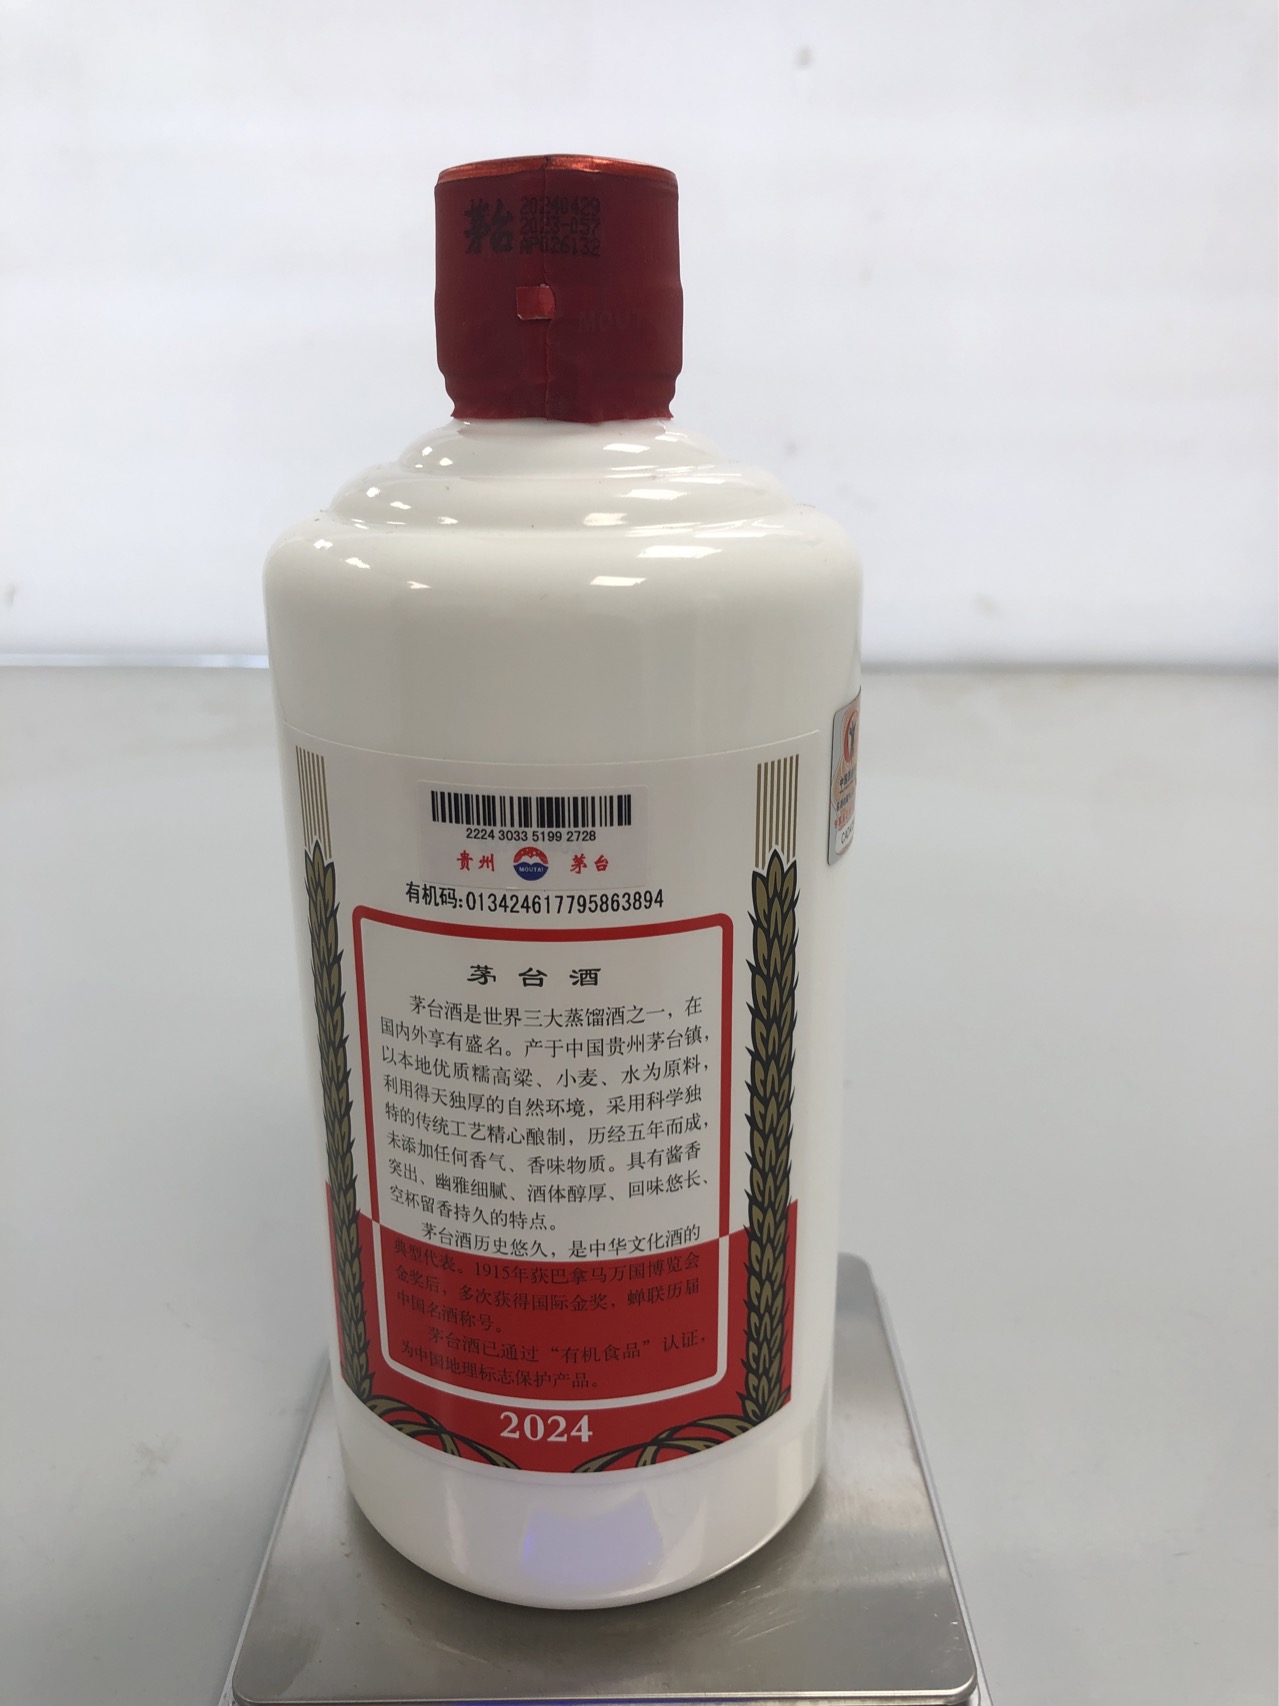 茅台
20240429
2023-057
AP026132
MOU
2224 3033 5199 2728
贵州 MOUTAI 茅台
有机码:013424617795863894
茅台酒
茅台酒是世界三大蒸馏酒之一，在
国内外享有盛名。产于中国贵州茅台镇，
以本地优质糯高粱、小麦、水为原料，
利用得天独厚的自然环境，采用科学独
特的传统工艺精心酿制，历经五年而成，
未添加任何香气、香味物质。具有酱香
突出、幽雅细腻、酒体醇厚、回味悠长、
空杯留香持久的特点。
茅台酒历史悠久，是中华文化酒的
典型代表。1915年获巴拿马万国博览会
金奖后，多次获得国际金奖，蝉联历届
中国名酒称号。
茅台酒已通过“有机食品”认证，
为中国地理标志保护产品。
2024